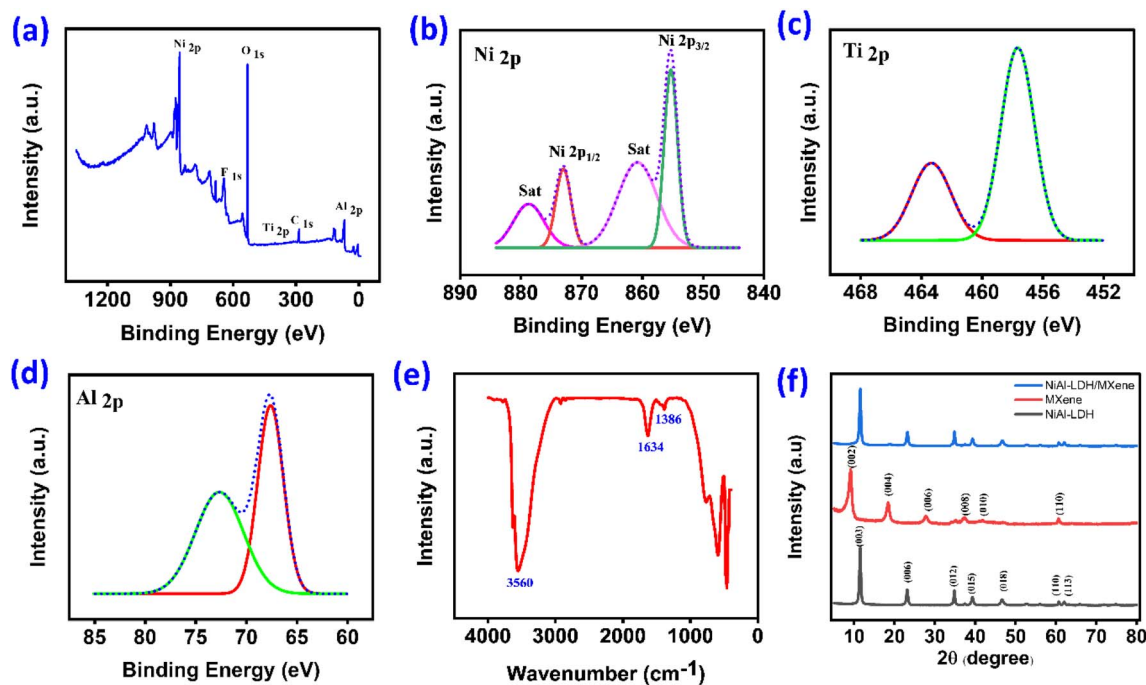 (a)
Ni 2p
O 1s
F 1s
Ti 2p
C 1s
Al 2p
Intensity (a.u.)
1200 900 600 300 0
Binding Energy (eV)
(b)
Ni 2p
Ni 2p3/2
Ni 2p1/2
Sat
Sat
Intensity (a.u.)
890 880 870 860 850 840
Binding Energy (eV)
(c)
Ti 2p
Intensity (a.u.)
468 464 460 456 452
Binding Energy (eV)
(d)
Al 2p
Intensity (a.u.)
85 80 75 70 65 60
Binding Energy (eV)
(e)
1386
1634
3560
Intensity (a.u.)
4000 3000 2000 1000 0
Wavenumber (cm-1)
(f)
NiAl-LDH/MXene
MXene
NiAl-LDH
(002)
(004)
(006)
(008)
(010)
(110)
(003)
(006)
(012)
(015)
(018)
(110)
(113)
Intensity (a.u)
10 20 30 40 50 60 70 80
2θ (degree)